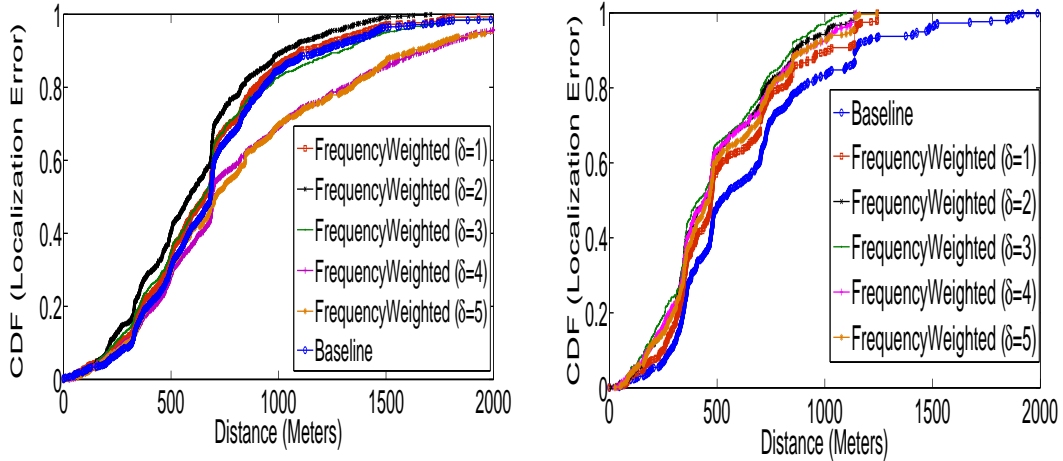 CDF (Localization Error)
1
0.8
0.6
0.4
0.2
0
0
500
1000
1500
2000
Distance (Meters)
FrequencyWeighted (δ=1)
FrequencyWeighted (δ=2)
FrequencyWeighted (δ=3)
FrequencyWeighted (δ=4)
FrequencyWeighted (δ=5)
Baseline
CDF (Localization Error)
1
0.8
0.6
0.4
0.2
0
0
500
1000
1500
2000
Distance (Meters)
Baseline
FrequencyWeighted (δ=1)
FrequencyWeighted (δ=2)
FrequencyWeighted (δ=3)
FrequencyWeighted (δ=4)
FrequencyWeighted (δ=5)